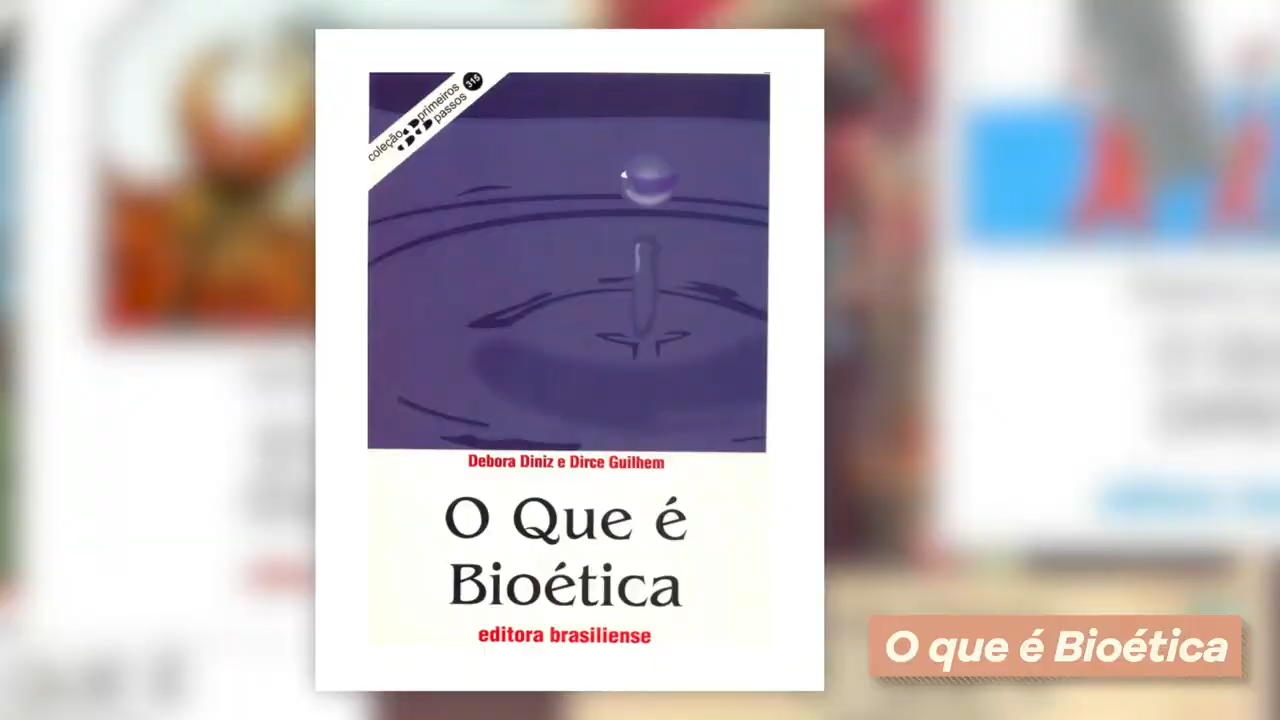 coleção primeiros
passos
315
Debora Diniz e Dirce Guilhem
O Que é
Bioética
editora brasiliense
O que é Bioética